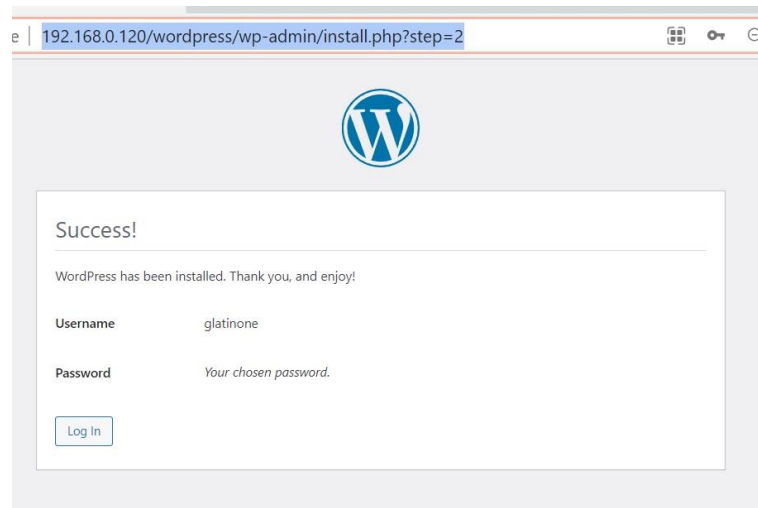 e | 192.168.0.120/wordpress/wp-admin/install.php?step=2
W
Success!
WordPress has been installed. Thank you, and enjoy!
Username glatinone
Password Your chosen password.
Log In